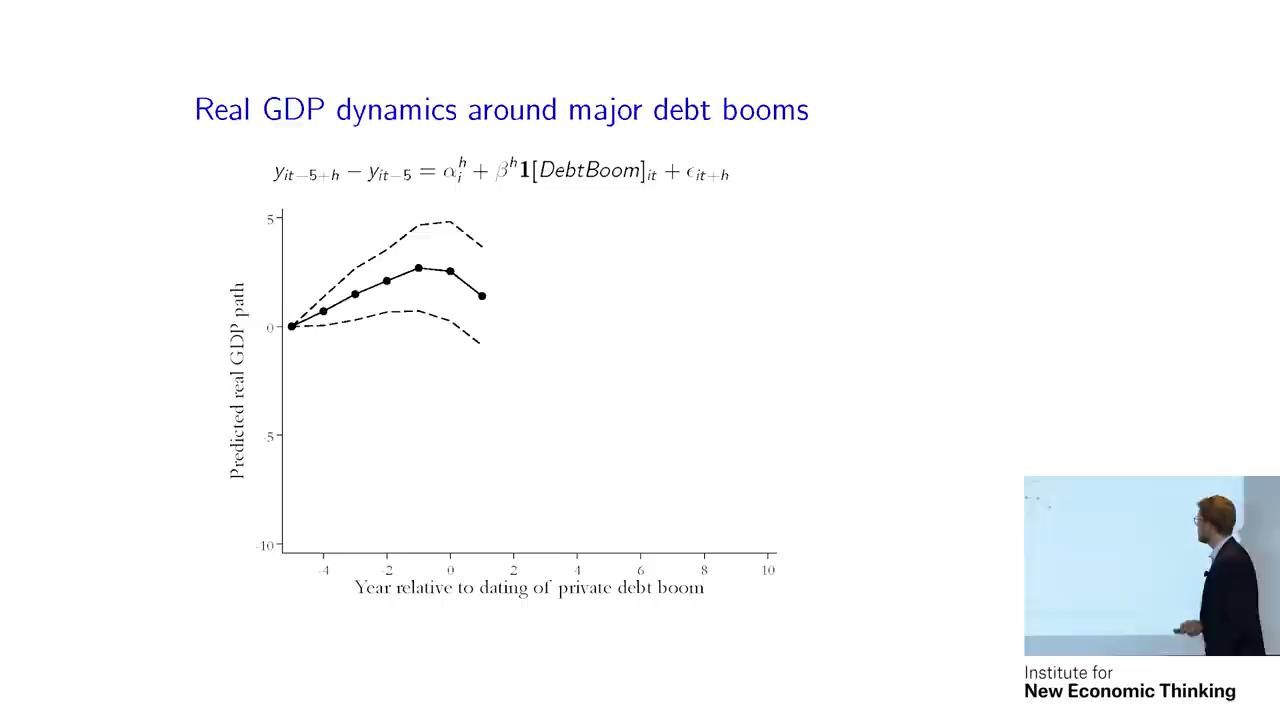 Real GDP dynamics around major debt booms
y_{it−5+h} − y_{it−5} = α_i^h + β^h 1[DebtBoom]_{it} + ϵ_{it+h}
Predicted real GDP path
5
0
-5
-10
-4 -2 0 2 4 6 8 10
Year relative to dating of private debt boom
Institute for
New Economic Thinking